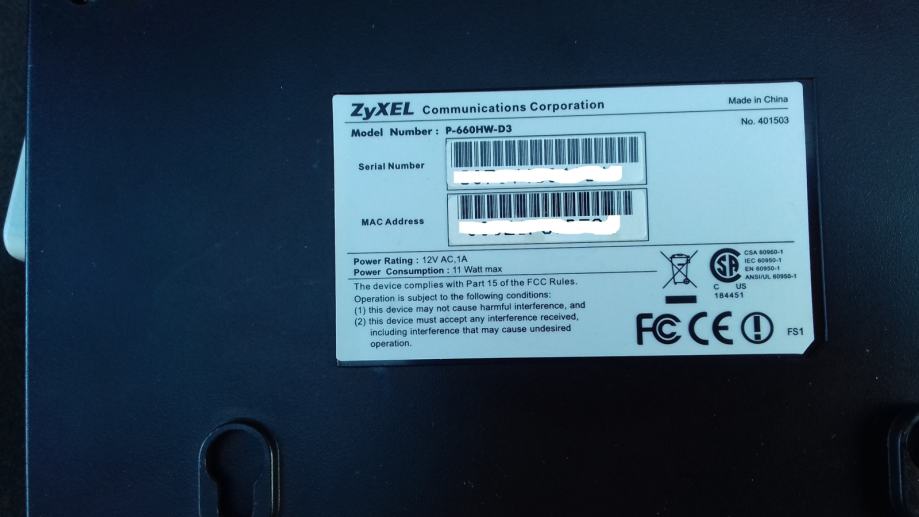 ZyXEL Communications Corporation
Made in China
No. 401503
Model Number : P-660HW-D3
Serial Number
MAC Address
Power Rating : 12V AC,1A
Power Consumption : 11 Watt max
The device complies with Part 15 of the FCC Rules.
Operation is subject to the following conditions:
(1) this device may not cause harmful interference, and
(2) this device must accept any interference received,
including interference that may cause undesired
operation.
CSA 60950-1
IEC 60950-1
EN 60950-1
ANSI/UL 60950-1
SA
C US
184451
FC CE
FS1